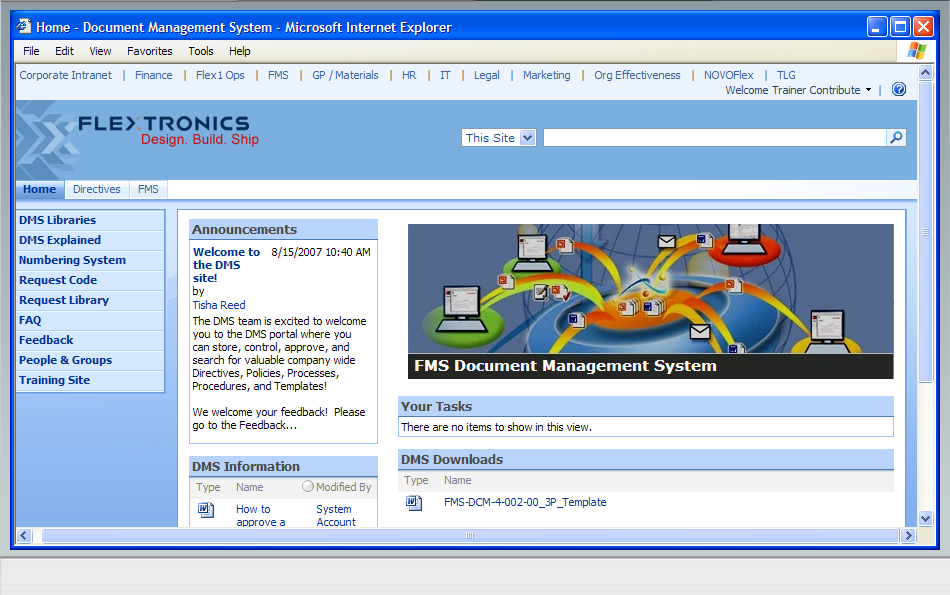 Home - Document Management System - Microsoft Internet Explorer
File Edit View Favorites Tools Help
Corporate Intranet | Finance | Flex1 Ops | FMS | GP / Materials | HR | IT | Legal | Marketing | Org Effectiveness | NOVOFlex | TLG
Welcome Trainer Contribute |
FLEXTRONICS
Design. Build. Ship
This Site
Home Directives FMS
DMS Libraries
DMS Explained
Numbering System
Request Code
Request Library
FAQ
Feedback
People & Groups
Training Site
Announcements
Welcome to 8/15/2007 10:40 AM
the DMS
site!
by
Tisha Reed
The DMS team is excited to welcome
you to the DMS portal where you
can store, control, approve, and
search for valuable company wide
Directives, Policies, Processes,
Procedures, and Templates!
We welcome your feedback! Please
go to the Feedback...
DMS Information
Type Name Modified By
How to System
approve a Account
FMS Document Management System
Your Tasks
There are no items to show in this view.
DMS Downloads
Type Name
FMS-DCM-4-002-00_3P_Template